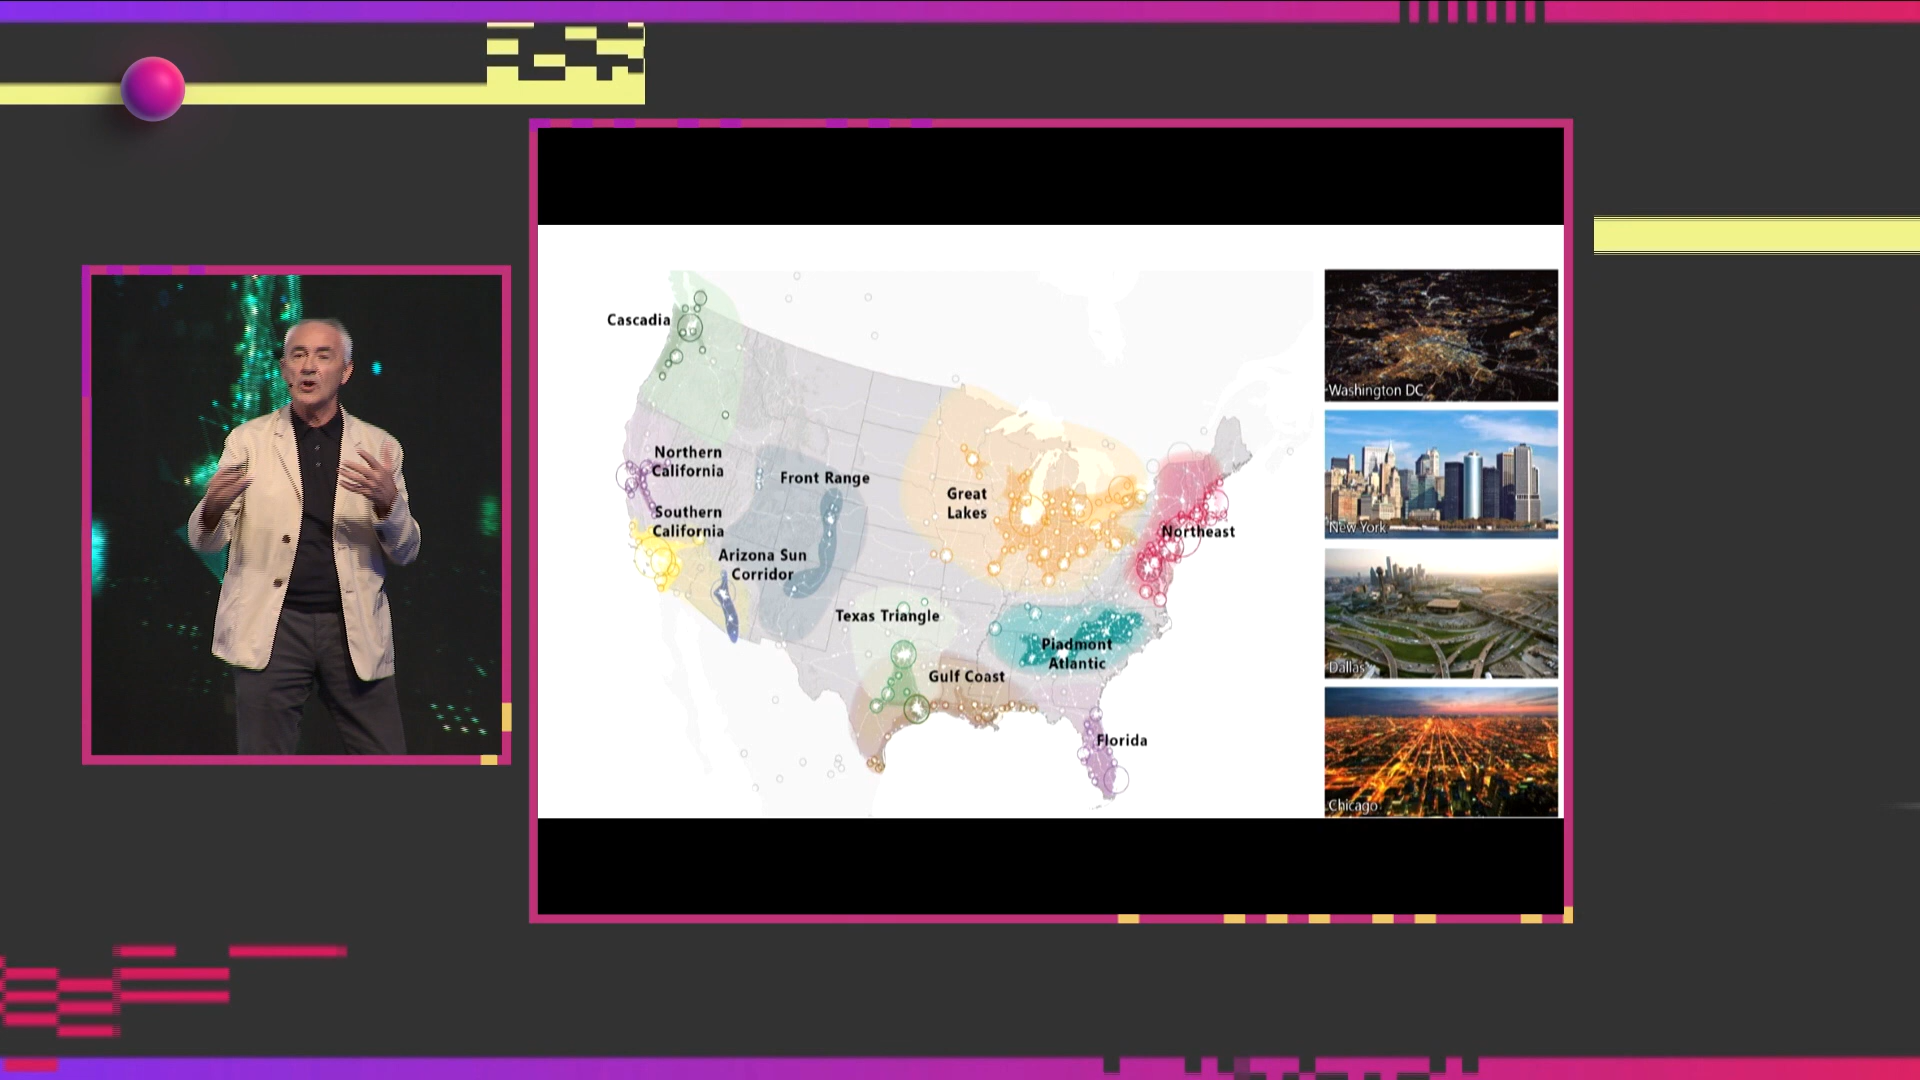 Cascadia
Northern
California
Front Range
Southern
California
Arizona Sun
Corridor
Great
Lakes
Northeast
Texas Triangle
Piadmont
Atlantic
Gulf Coast
Florida
Washington DC
New York
Dallas
Chicago